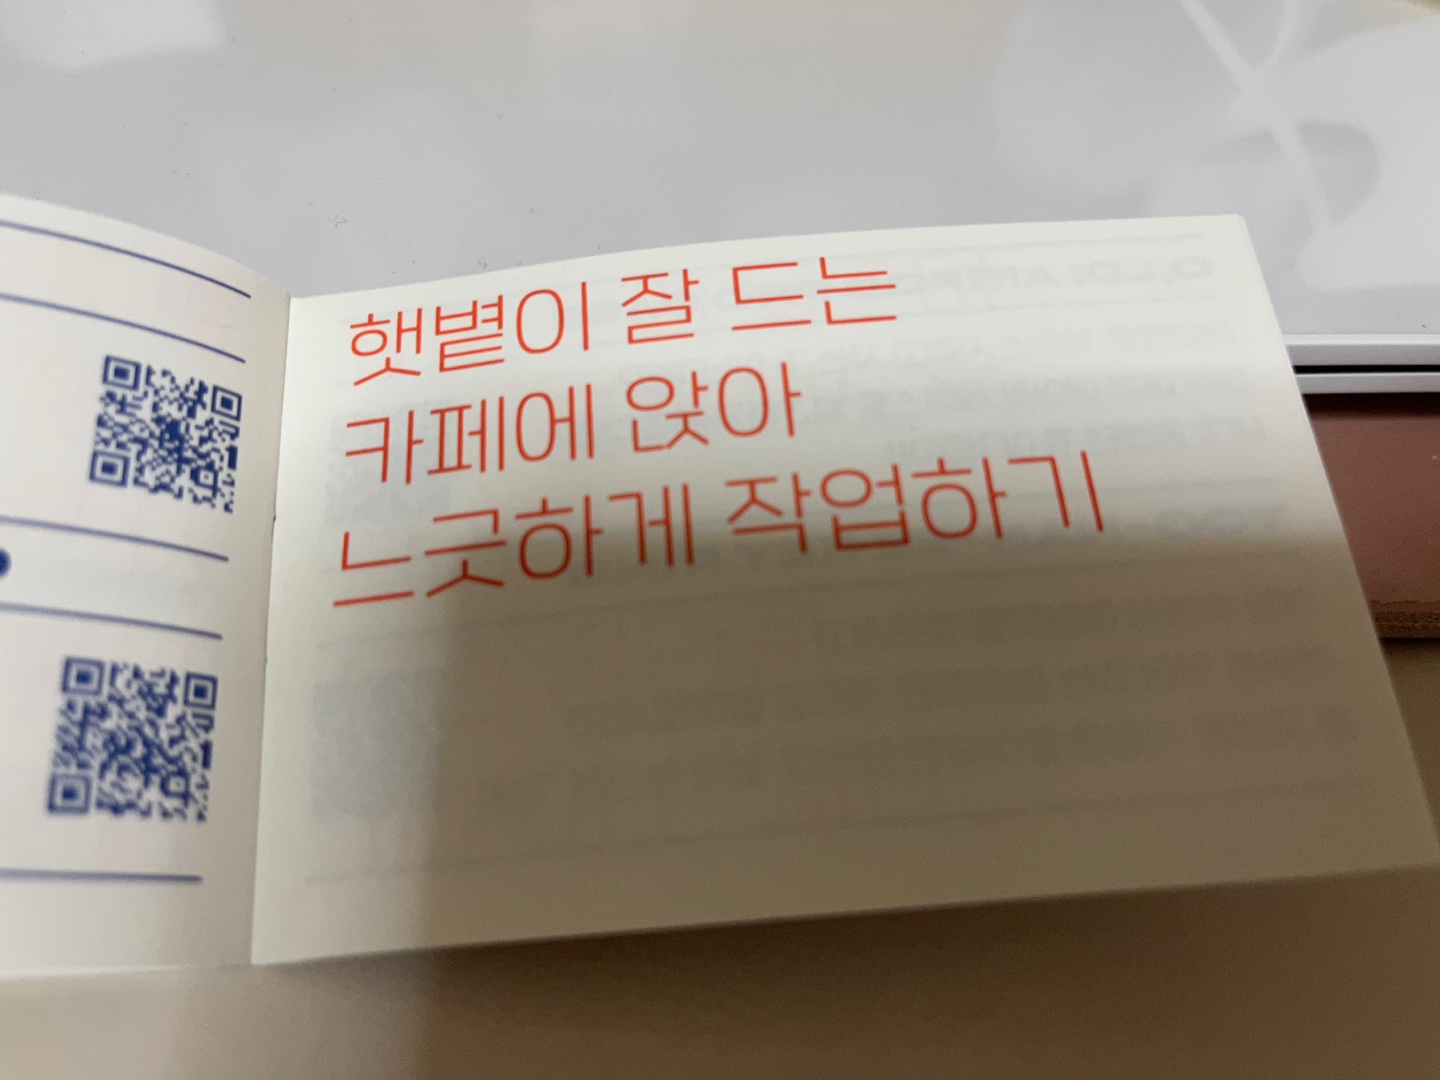 햇볕이 잘 드는
카페에 앉아
느긋하게 작업하기